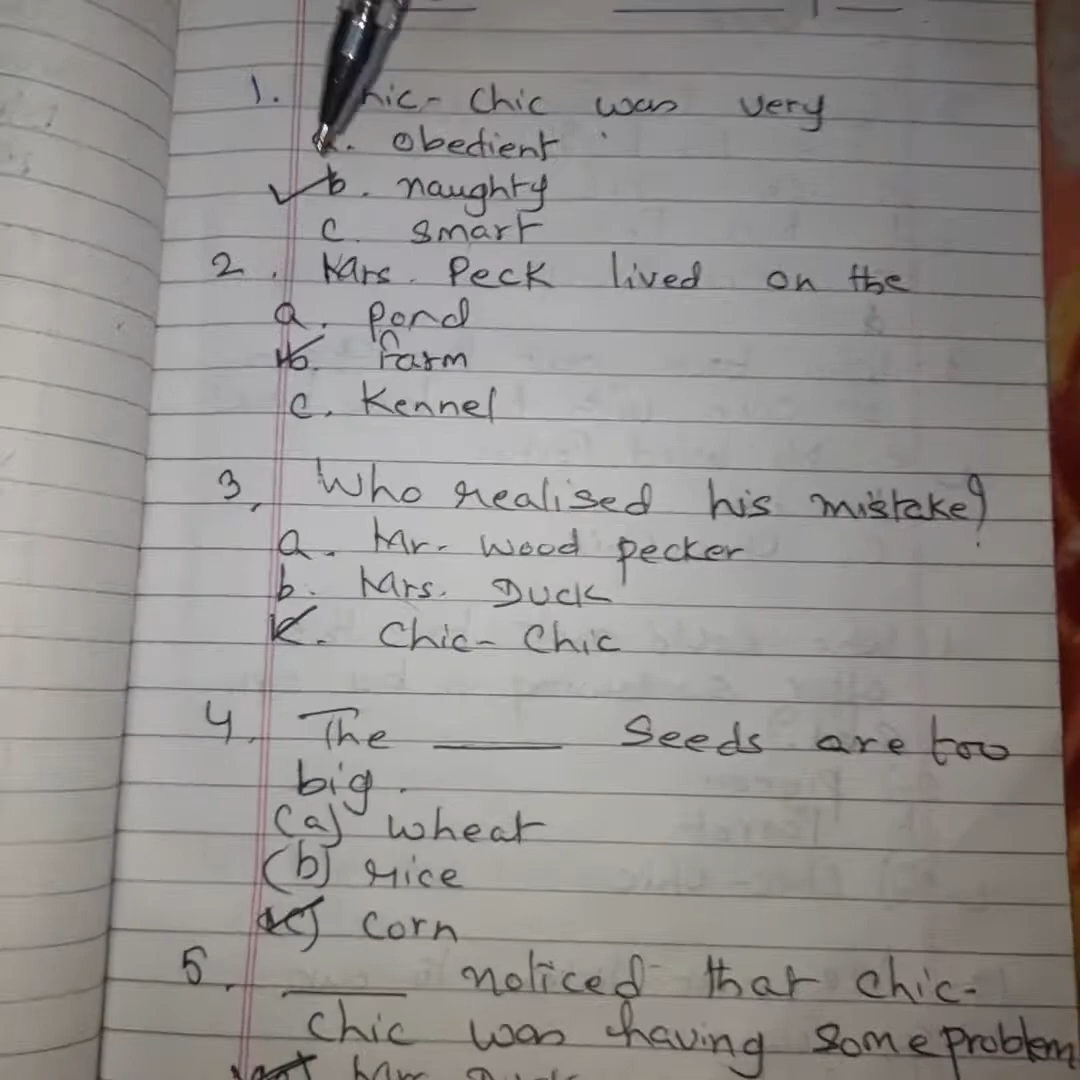 1. Chic-Chic was very
a. obedient
b. naughty
c. smart
2. Mrs. Peck lived on the
a. pond
b. farm
c. Kennel
3. Who realised his mistake?
a. Mr. Wood pecker
b. Mrs. Duck
c. Chic-Chic
4. The ____ Seeds are too
big.
(a) wheat
(b) rice
(c) corn
5. ____ noticed that chic-
chic was having some problem